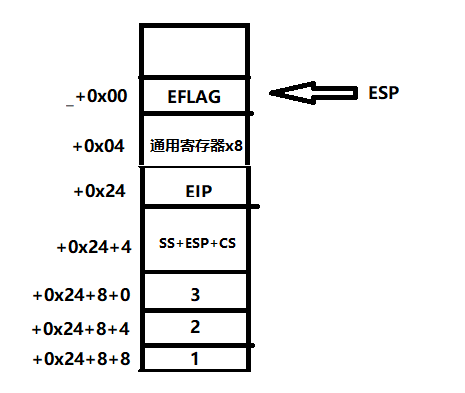 _+0x00 EFLAG ESP
+0x04 通用寄存器x8
+0x24 EIP
+0x24+4 SS+ESP+CS
+0x24+8+0 3
+0x24+8+4 2
+0x24+8+8 1